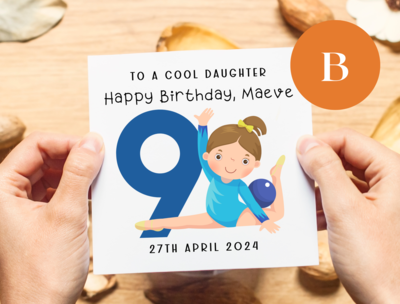 TO A COOL DAUGHTER
Happy Birthday, Maeve
9
27TH APRIL 2024
B